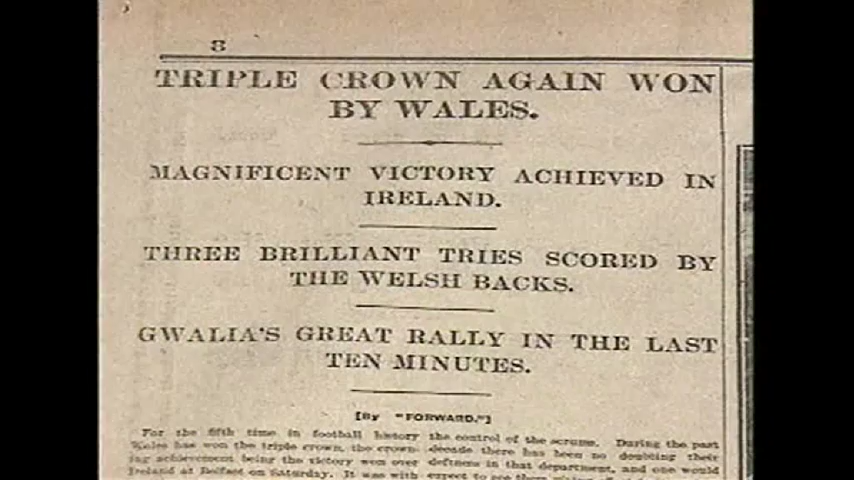 8
TRIPLE CROWN AGAIN WON
BY WALES.
MAGNIFICENT VICTORY ACHIEVED IN
IRELAND.
THREE BRILLIANT TRIES SCORED BY
THE WELSH BACKS.
GWALIA'S GREAT RALLY IN THE LAST
TEN MINUTES.
[By "FORWARD."]
For the fifth time in football history
Wales has won the triple crown, the crown-
ing achievement being the victory won over
Ireland at Belfast on Saturday. It was with
the control of the scrums. During the past
decade there has been no doubting their
deftness in that department, and one would
expect to see them